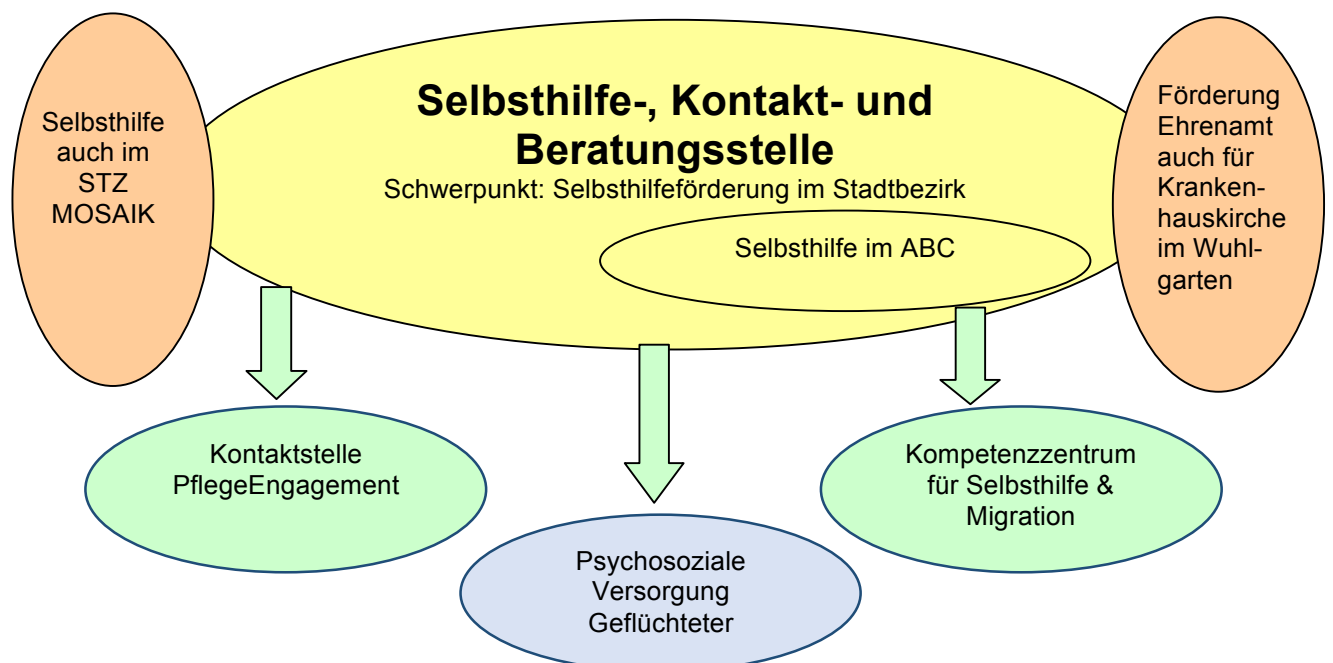 Selbsthilfe-, Kontakt- und
Beratungsstelle
Schwerpunkt: Selbsthilfeförderung im Stadtbezirk
Selbsthilfe im ABC
Selbsthilfe
auch im
STZ
MOSAIK
Förderung
Ehrenamt
auch für
Kranken-
hauskirche
im Wuhl-
garten
Kontaktstelle
PflegeEngagement
Psychosoziale
Versorgung
Geflüchteter
Kompetenzzentrum
für Selbsthilfe &
Migration